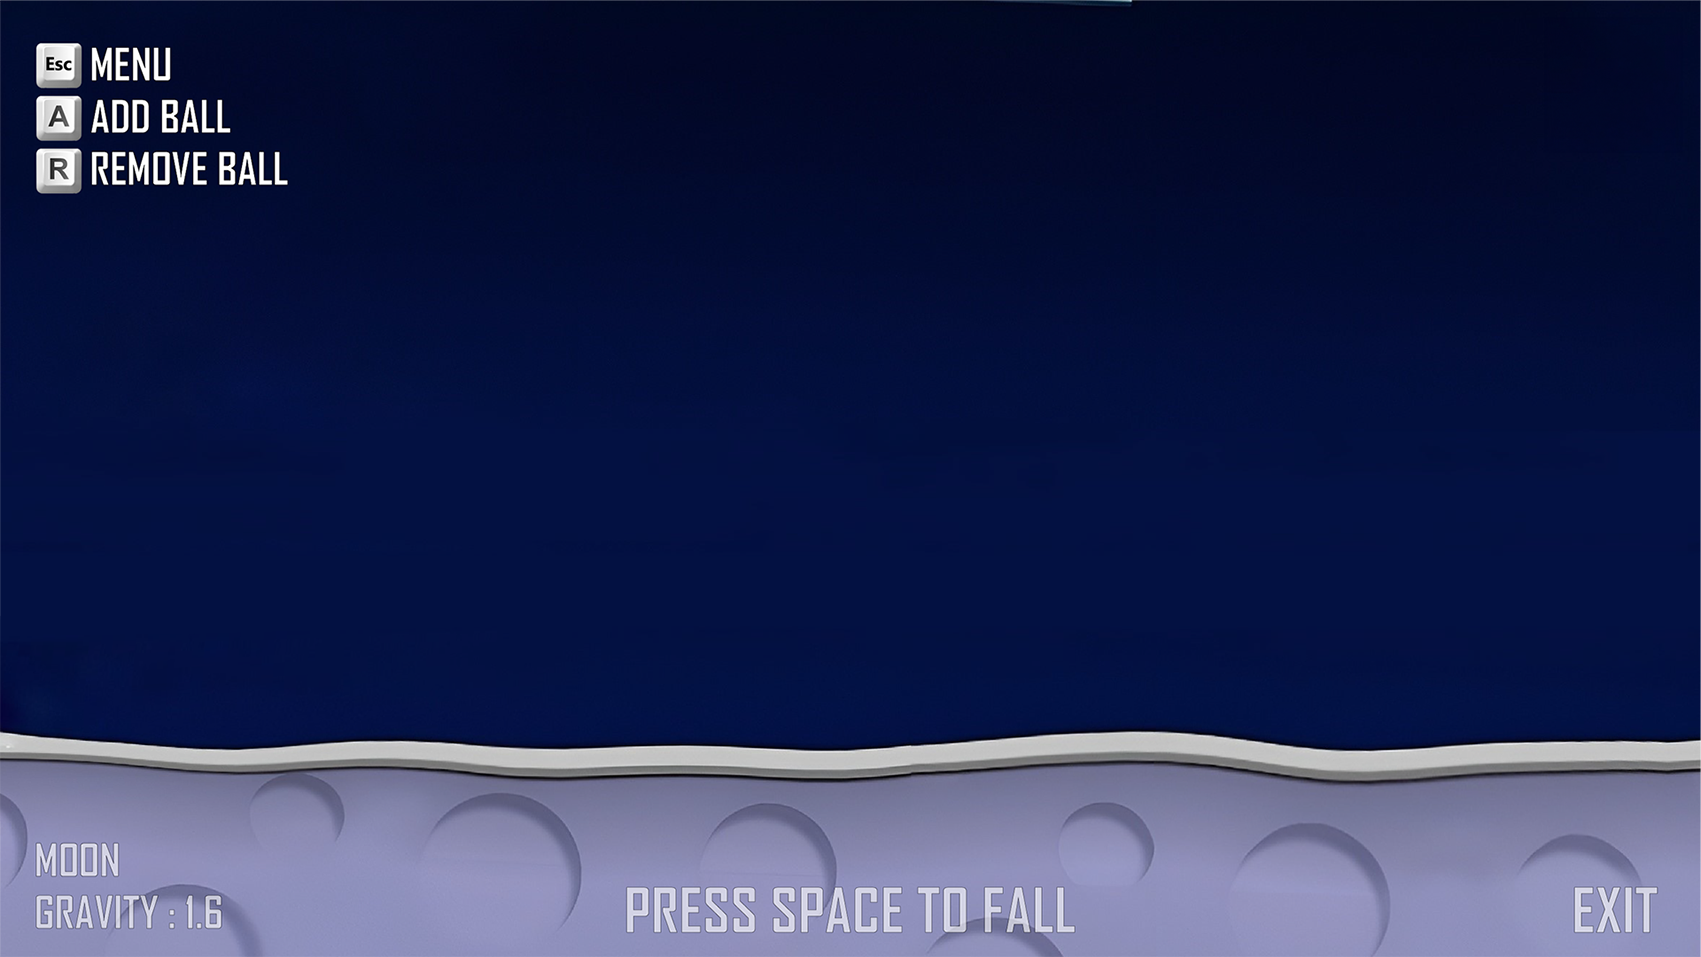 Esc MENU
A ADD BALL
R REMOVE BALL
MOON
GRAVITY : 1.6
PRESS SPACE TO FALL
EXIT